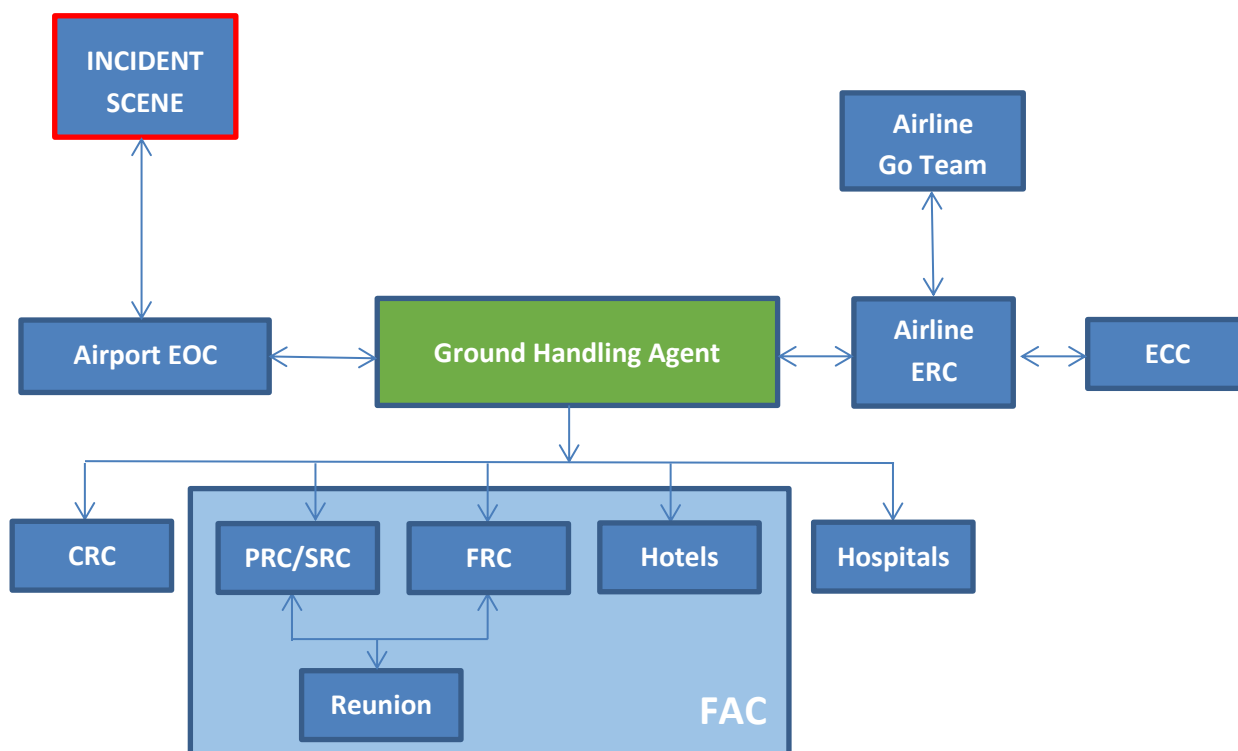 INCIDENT
SCENE
Airline
Go Team
Airport EOC
Ground Handling Agent
Airline
ERC
ECC
CRC
PRC/SRC
FRC
Hotels
Hospitals
Reunion
FAC